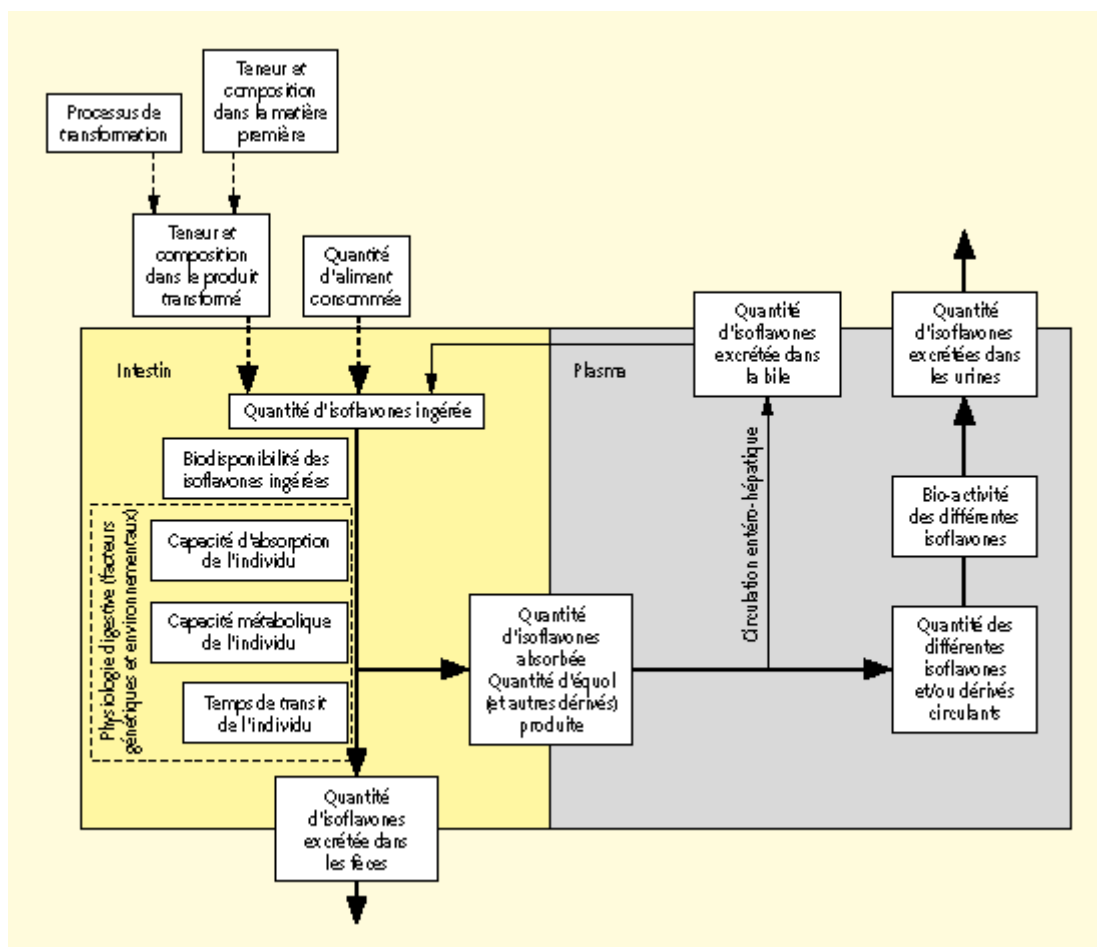 Teneur et
composition
dans la matière
première
Processus de
transformation
Teneur et
composition
dans le produit
transformé
Quantité
d'aliment
consommée
Quantité
d'isoflavones
excrétée dans
la bile
Quantité
d'isoflavones
excrétées dans
les urines
Intestin
Plasma
Quantité d'isoflavones ingérée
Biodisponibilité des
isoflavones ingérées
Physiologie digestive (facteurs
génétiques et environnementaux)
Capacité d'absorption
de l'individu
Capacité métabolique
de l'individu
Temps de transit
de l'individu
Quantité
d'isoflavones
absorbée
Quantité d'équol
(et autres dérivés)
produite
Circulation entéro-hépatique
Bio-activité
des différentes
isoflavones
Quantité des
différentes
isoflavones
et/ou dérivés
circulants
Quantité
d'isoflavones
excrétée dans
les fèces